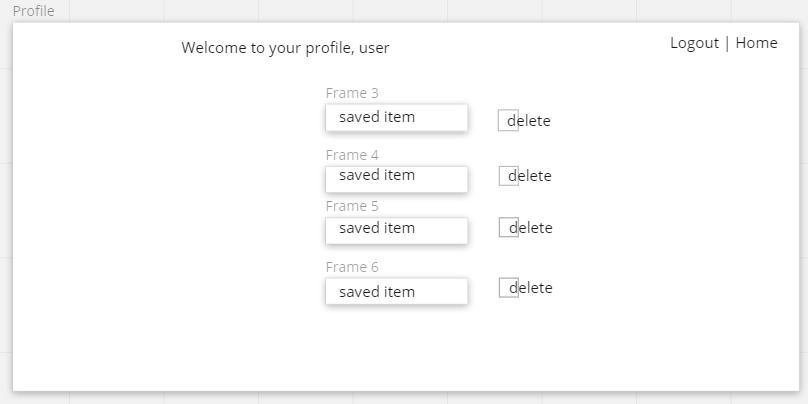 Profile
Welcome to your profile, user
Logout | Home
Frame 3
saved item
delete
Frame 4
saved item
delete
Frame 5
saved item
delete
Frame 6
saved item
delete